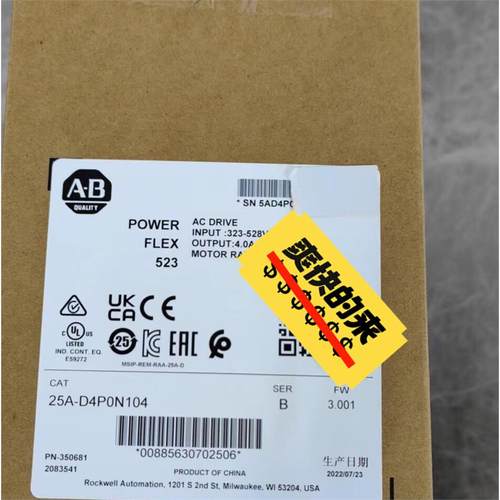 A-B
QUALITY
* SN 5AD4P
POWER
FLEX
523
AC DRIVE
INPUT :323-528V
OUTPUT:4.0A
MOTOR RA
爽快的来
$$$$$$$
UK
CA
CE
UL
US
LISTED
IND. CONT. EQ.
E59272
25
EAC
MSIP-REM-RAA-25A-D
CAT
SER
FW
25A-D4P0N104
B
3.001
*00885630702506*
PN-350681
2083541
PRODUCT OF CHINA
Rockwell Automation, 1201 S 2nd St, Milwaukee, WI 53204, USA
生产日期
2022/07/23